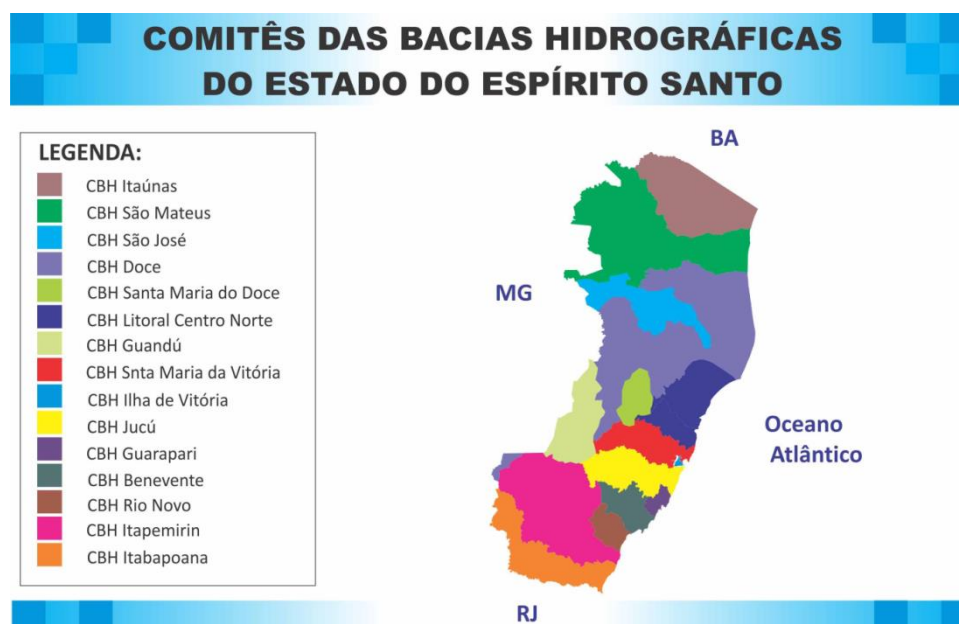 COMITÊS DAS BACIAS HIDROGRÁFICAS
DO ESTADO DO ESPÍRITO SANTO
LEGENDA:
CBH Itaúnas
CBH São Mateus
CBH São José
CBH Doce
CBH Santa Maria do Doce
CBH Litoral Centro Norte
CBH Guandú
CBH Snta Maria da Vitória
CBH Ilha de Vitória
CBH Jucú
CBH Guarapari
CBH Benevente
CBH Rio Novo
CBH Itapemirin
CBH Itabapoana
BA
MG
Oceano
Atlântico
RJ